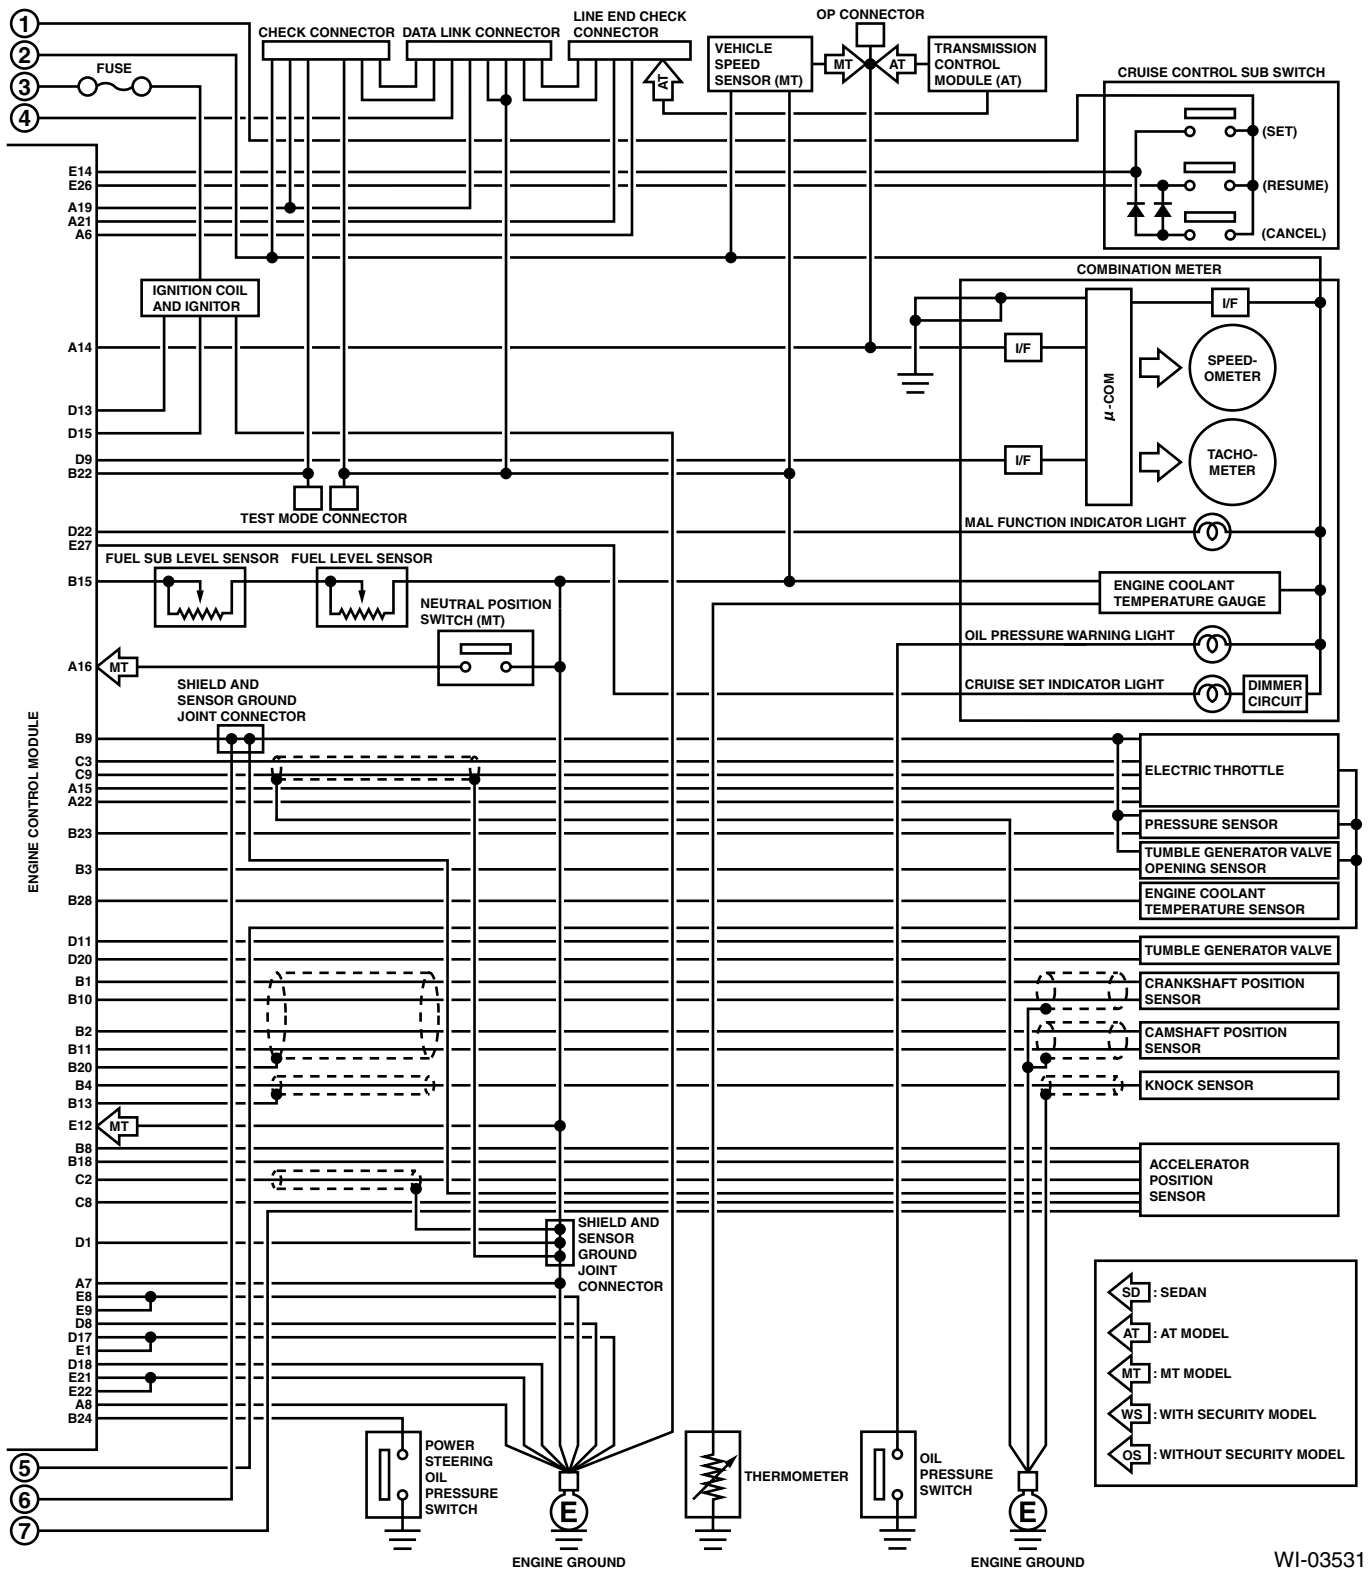 1
2
3
4
FUSE
CHECK CONNECTOR
DATA LINK CONNECTOR
LINE END CHECK
CONNECTOR
AT
OP CONNECTOR
VEHICLE
SPEED
SENSOR (MT)
MT
AT
TRANSMISSION
CONTROL
MODULE (AT)
CRUISE CONTROL SUB SWITCH
(SET)
(RESUME)
(CANCEL)
E14
E26
A19
A21
A6
IGNITION COIL
AND IGNITOR
COMBINATION METER
I/F
I/F
I/F
μ-COM
SPEED-
OMETER
TACHO-
METER
A14
D13
D15
D9
B22
TEST MODE CONNECTOR
D22
E27
MAL FUNCTION INDICATOR LIGHT
FUEL SUB LEVEL SENSOR
FUEL LEVEL SENSOR
B15
ENGINE COOLANT
TEMPERATURE GAUGE
NEUTRAL POSITION
SWITCH (MT)
OIL PRESSURE WARNING LIGHT
A16
MT
CRUISE SET INDICATOR LIGHT
DIMMER
CIRCUIT
SHIELD AND
SENSOR GROUND
JOINT CONNECTOR
ENGINE CONTROL MODULE
B9
C3
C9
A15
A22
B23
B3
B28
D11
D20
B1
B10
B2
B11
B20
B4
B13
E12
MT
B8
B18
C2
C8
D1
A7
E8
E9
D8
D17
E1
D18
E21
E22
A8
B24
ELECTRIC THROTTLE
PRESSURE SENSOR
TUMBLE GENERATOR VALVE
OPENING SENSOR
ENGINE COOLANT
TEMPERATURE SENSOR
TUMBLE GENERATOR VALVE
CRANKSHAFT POSITION
SENSOR
CAMSHAFT POSITION
SENSOR
KNOCK SENSOR
ACCELERATOR
POSITION
SENSOR
SHIELD AND
SENSOR
GROUND
JOINT
CONNECTOR
SD : SEDAN
AT : AT MODEL
MT : MT MODEL
WS : WITH SECURITY MODEL
OS : WITHOUT SECURITY MODEL
5
6
7
POWER
STEERING
OIL
PRESSURE
SWITCH
E
ENGINE GROUND
THERMOMETER
OIL
PRESSURE
SWITCH
E
ENGINE GROUND
WI-03531